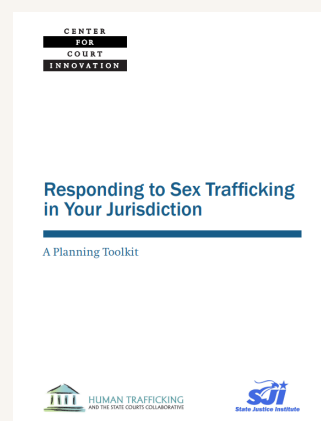 CENTER
FOR
COURT
INNOVATION
Responding to Sex Trafficking
in Your Jurisdiction
A Planning Toolkit
HUMAN TRAFFICKING
AND THE STATE COURTS COLLABORATIVE
SJI
State Justice Institute